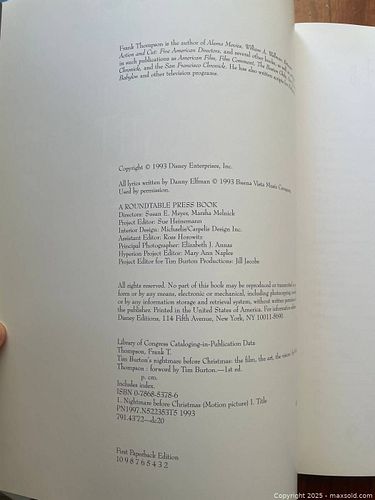 Frank Thompson is the author of Alamo Movies, William A. Wellman,
Action and Cut: Five American Directors, and several other books,
in such publications as American Film, Film Comment, The Boston
Chronicle, and the San Francisco Chronicle. He has also written
Babylon and other television programs.
Copyright © 1993 Disney Enterprises, Inc.
All lyrics written by Danny Elfman © 1993 Buena Vista Music Company.
Used by permission.
A ROUNDTABLE PRESS BOOK
Directors: Susan E. Meyer, Marsha Melnick
Project Editor: Sue Heinemann
Interior Design: Michaelis/Carpelis Design Inc.
Assistant Editor: Ross Horowitz
Principal Photographer: Elizabeth J. Annas
Hyperion Project Editor: Mary Ann Naples
Project Editor for Tim Burton Productions: Jill Jacobs
All rights reserved. No part of this book may be reproduced or transmitted
form or by any means, electronic or mechanical, including photocopying
or by any information storage and retrieval system, without written
the publisher. Printed in the United States of America. For information
Disney Editions, 114 Fifth Avenue, New York, NY 10011-5690.
Library of Congress Cataloging-in-Publication Data
Thompson, Frank T.
Tim Burton's nightmare before Christmas: the film, the art, the vision
Thompson : foreword by Tim Burton.—1st ed.
p. cm.
Includes index.
ISBN 0-7868-5378-6
1. Nightmare before Christmas (Motion picture) I. Title
PN1997.N522353T5 1993
791.43'72—dc20
First Paperback Edition
10 9 8 7 6 5 4 3 2
Copyright 2025 - maxsold.com